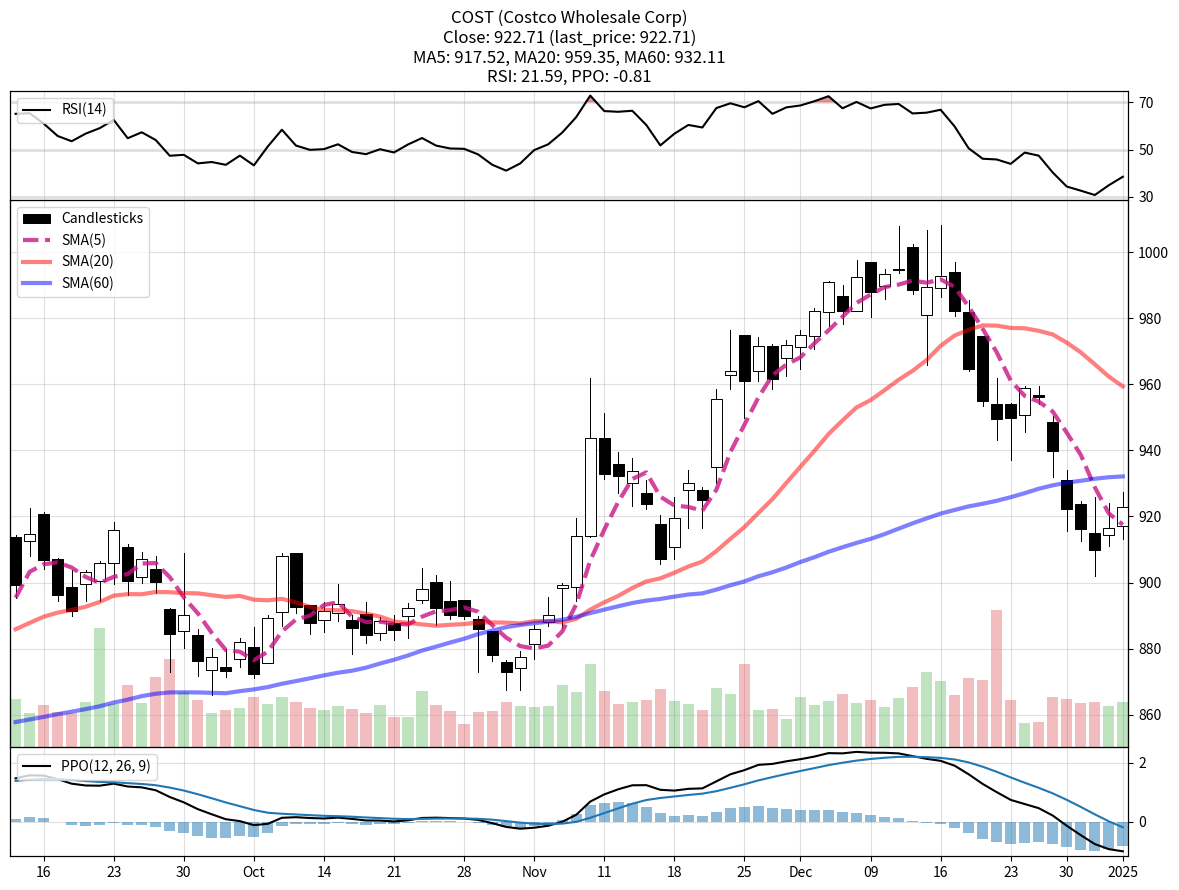 COST (Costco Wholesale Corp)
Close: 922.71 (last_price: 922.71)
MA5: 917.52, MA20: 959.35, MA60: 932.11
RSI: 21.59, PPO: -0.81
RSI(14)
70
50
30
Candlesticks
SMA(5)
SMA(20)
SMA(60)
1000
980
960
940
920
900
880
860
PPO(12, 26, 9)
2
0
16 23 30 Oct 14 21 28 Nov 11 18 25 Dec 09 16 23 30 2025